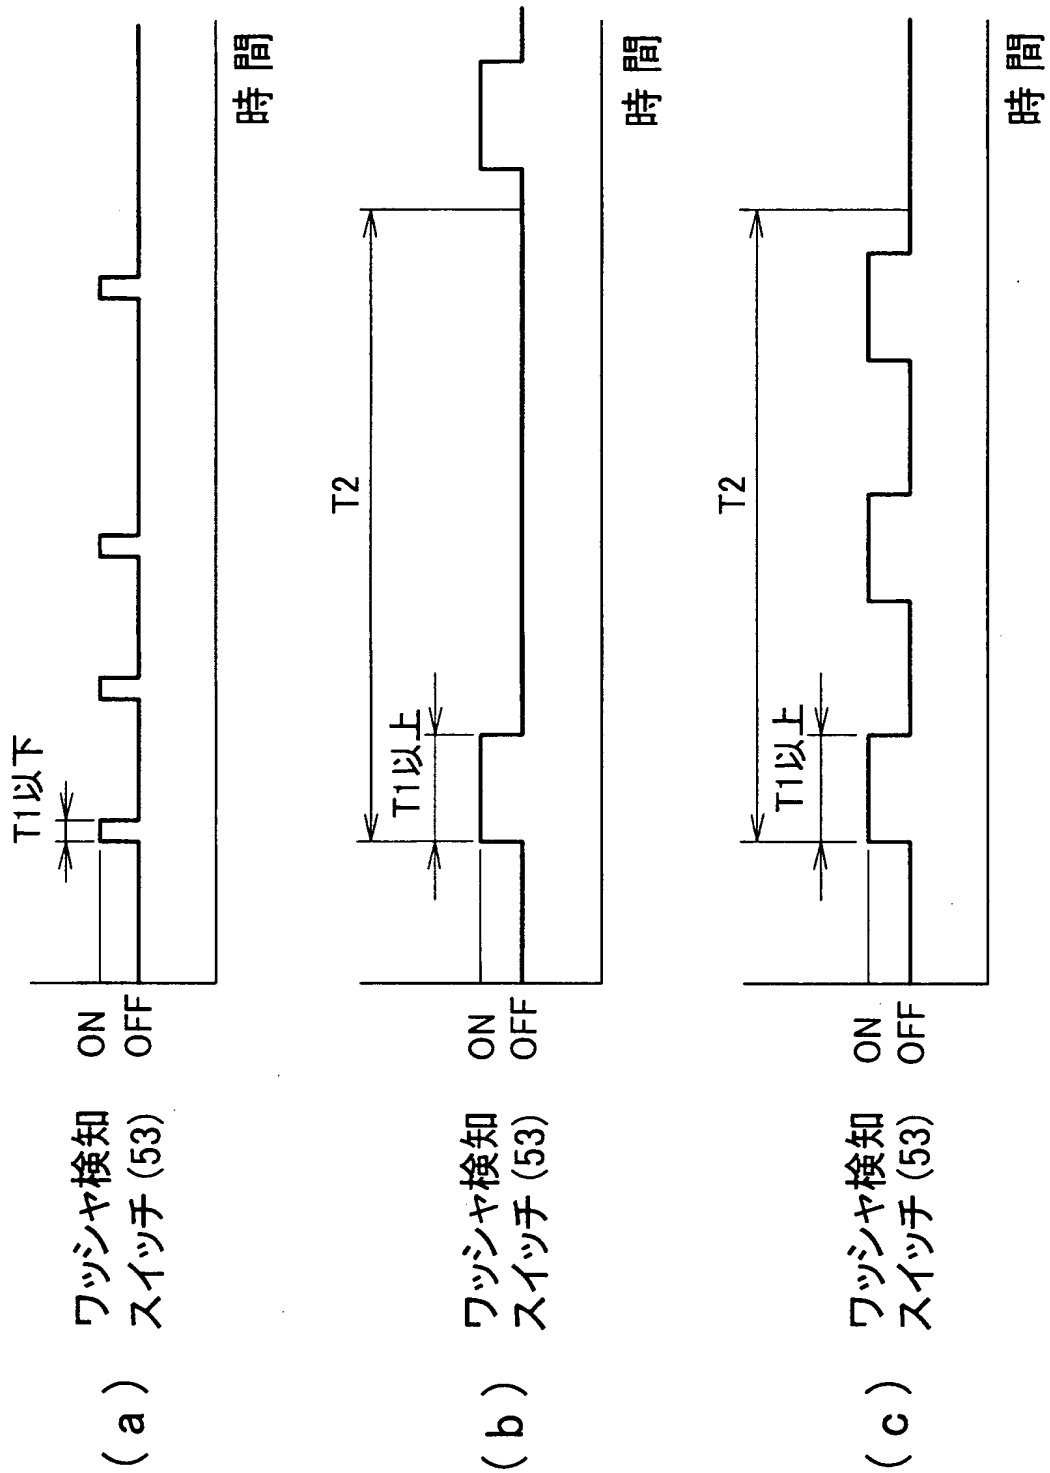 (a)
ワッシャ検知
スイッチ(53)
ON
OFF
T1以下
時間
(b)
ワッシャ検知
スイッチ(53)
ON
OFF
T1以上
T2
時間
(c)
ワッシャ検知
スイッチ(53)
ON
OFF
T1以上
T2
時間